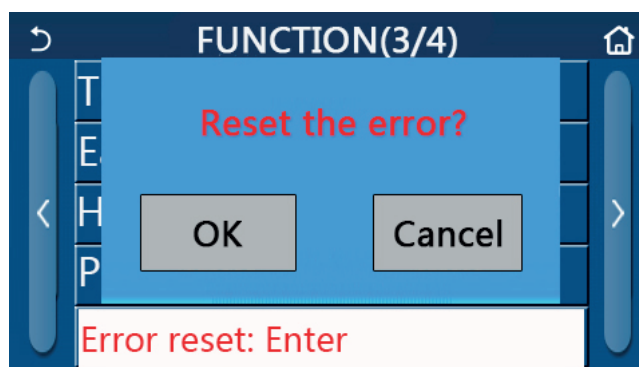 FUNCTION(3/4)
Reset the error?
OK
Cancel
Error reset: Enter